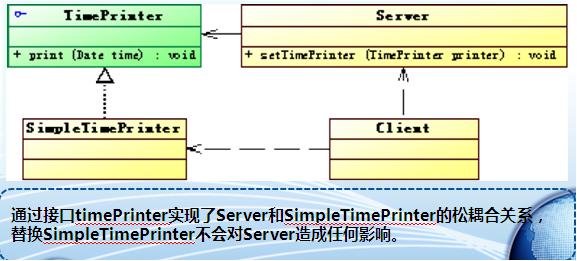 TimePrinter
Server
+ print (Date time) : void
+ setTimePrinter (TimePrinter printer) : void
SimpleTimePrinter
Client
通过接口timePrinter实现了Server和SimpleTimePrinter的松耦合关系，
替换SimpleTimePrinter不会对Server造成任何影响。